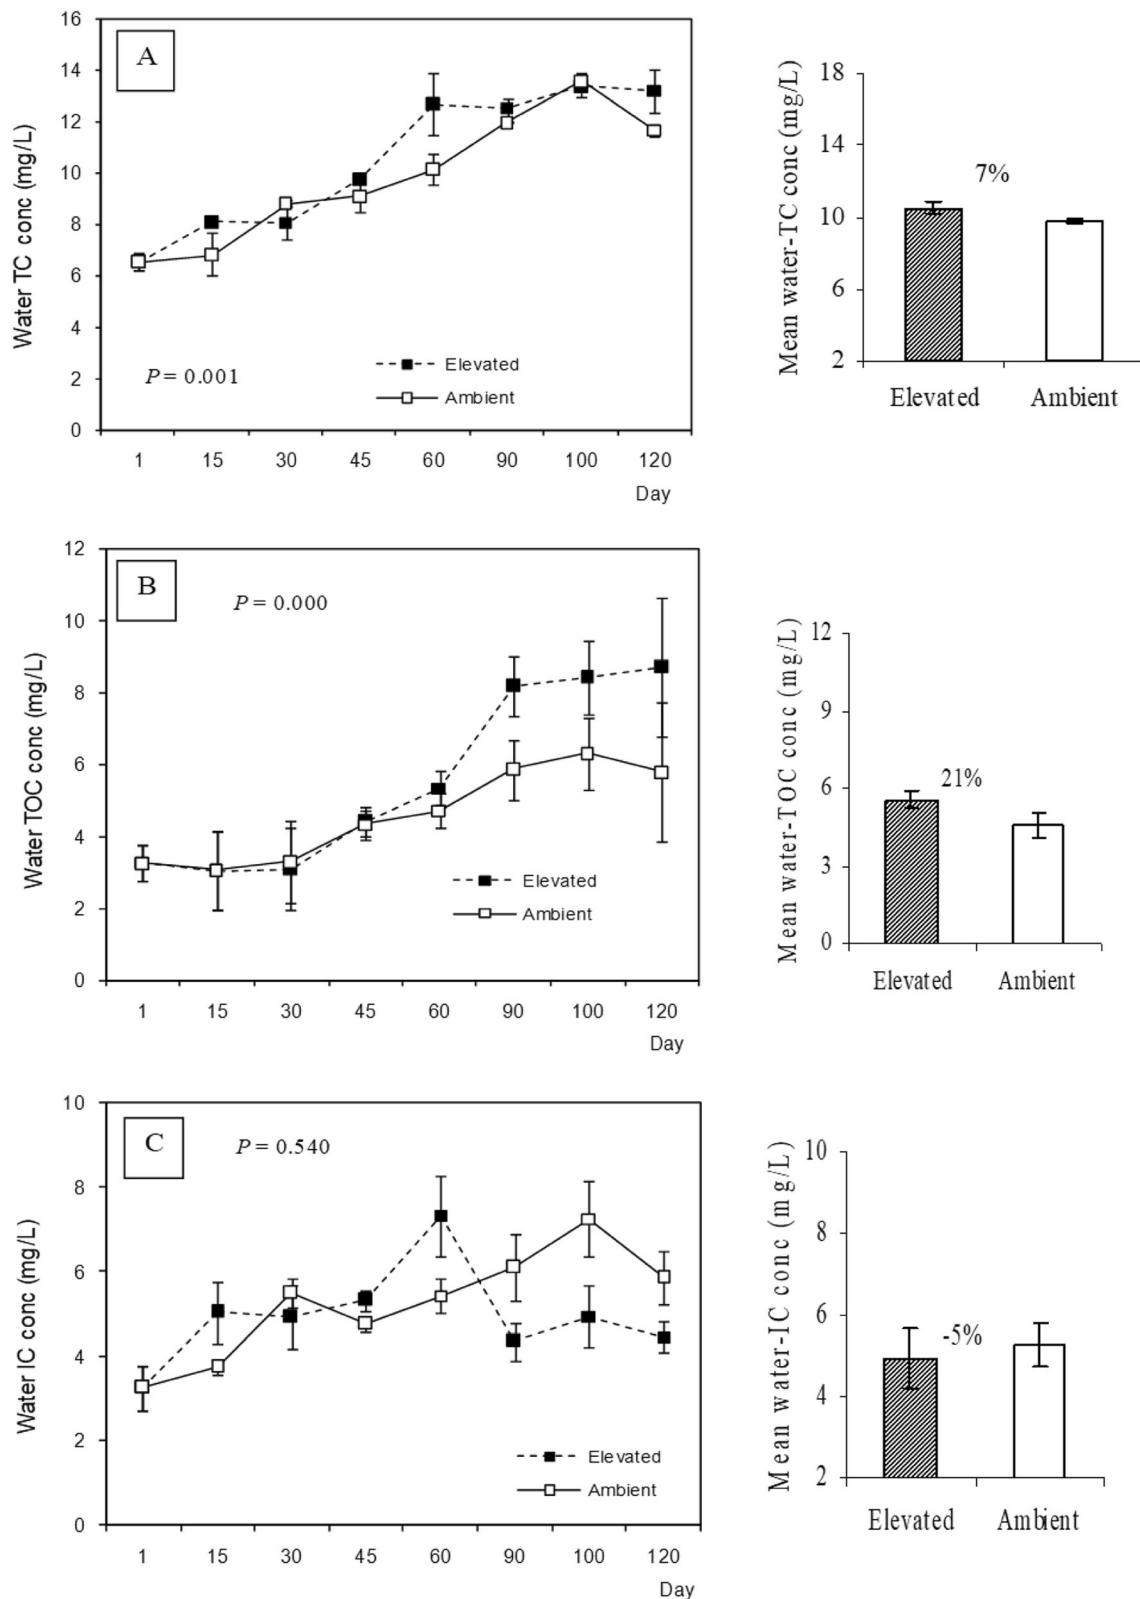 A
Water TC conc (mg/L)
16
14
12
10
8
6
4
2
0
P = 0.001
Elevated
Ambient
1 15 30 45 60 90 100 120
Day
Mean water-TC conc (mg/L)
18
14
10
6
2
7%
Elevated Ambient
B
Water TOC conc (mg/L)
12
10
8
6
4
2
0
P = 0.000
Elevated
Ambient
1 15 30 45 60 90 100 120
Day
Mean water-TOC conc (mg/L)
12
9
6
3
0
21%
Elevated Ambient
C
Water IC conc (mg/L)
10
8
6
4
2
0
P = 0.540
Elevated
Ambient
1 15 30 45 60 90 100 120
Day
Mean water-IC conc (mg/L)
10
8
6
4
2
-5%
Elevated Ambient